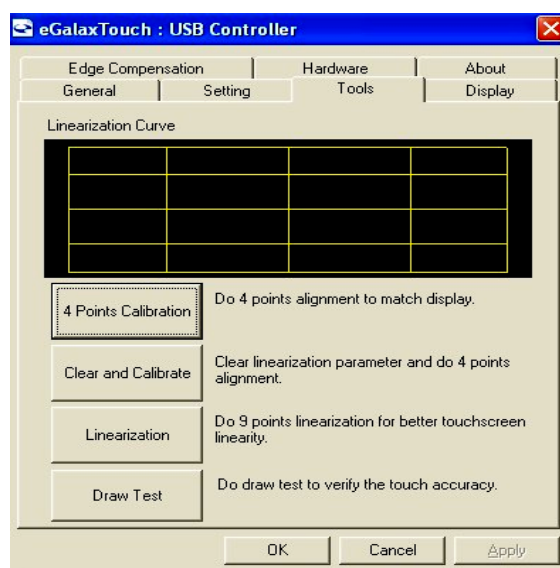 eGalaxTouch : USB Controller
Edge Compensation Hardware About
General Setting Tools Display
Linearization Curve
4 Points Calibration Do 4 points alignment to match display.
Clear and Calibrate Clear linearization parameter and do 4 points
alignment.
Linearization Do 9 points linearization for better touchscreen
linearity.
Draw Test Do draw test to verify the touch accuracy.
OK Cancel Apply